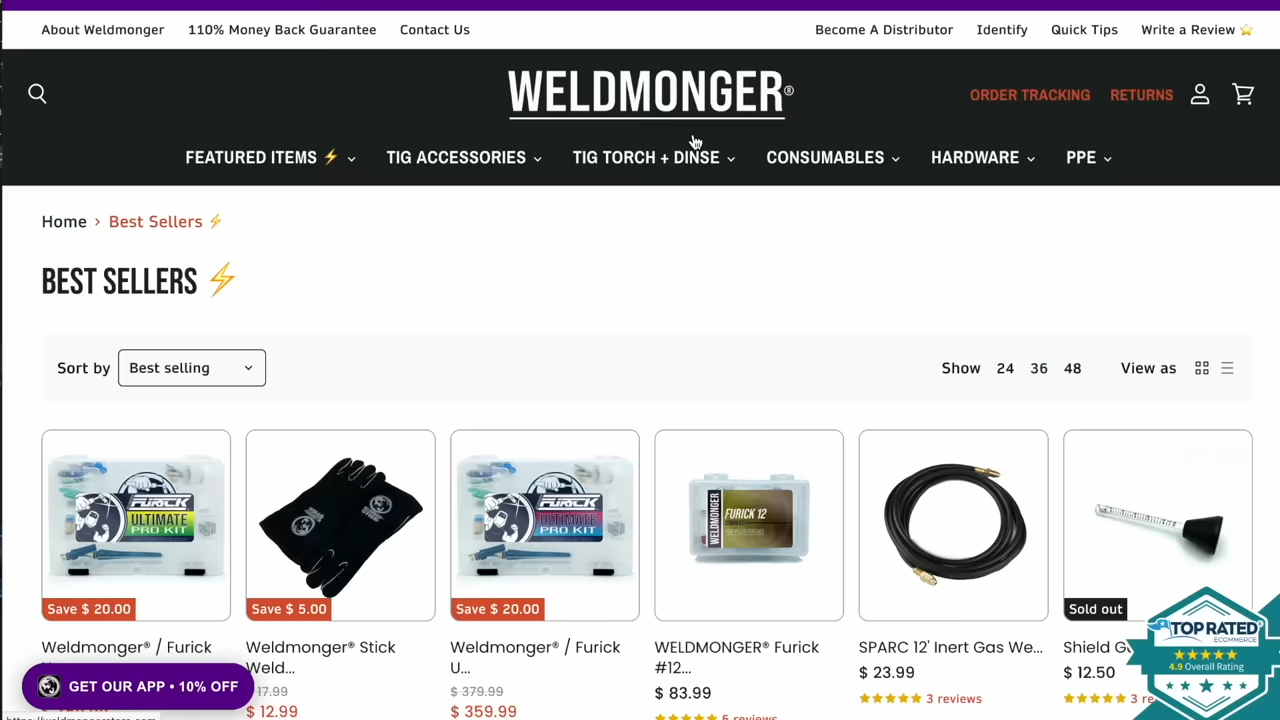 About Weldmonger 110% Money Back Guarantee Contact Us Become A Distributor Identify Quick Tips Write a Review
WELDMONGER®
ORDER TRACKING RETURNS
FEATURED ITEMS TIG ACCESSORIES TIG TORCH + DINSE CONSUMABLES HARDWARE PPE
Home > Best Sellers
BEST SELLERS
Sort by Best selling Show 24 36 48 View as
FURICK
ULTIMATE
PRO KIT
FURICK
ULTIMATE
PRO KIT
WELDMONGER
FURICK 12
Save $ 20.00
Save $ 5.00
Save $ 20.00
Sold out
Weldmonger® / Furick
Weldmonger® Stick
Weld...
Weldmonger® / Furick
U...
WELDMONGER® Furick
#12...
SPARC 12' Inert Gas We...
Shield G
$ 379.99
$ 12.99
$ 359.99
$ 83.99
5 reviews
$ 23.99
3 reviews
$ 12.50
GET OUR APP • 10% OFF
TOP RATED
ECOMMERCE
4.9 Overall Rating